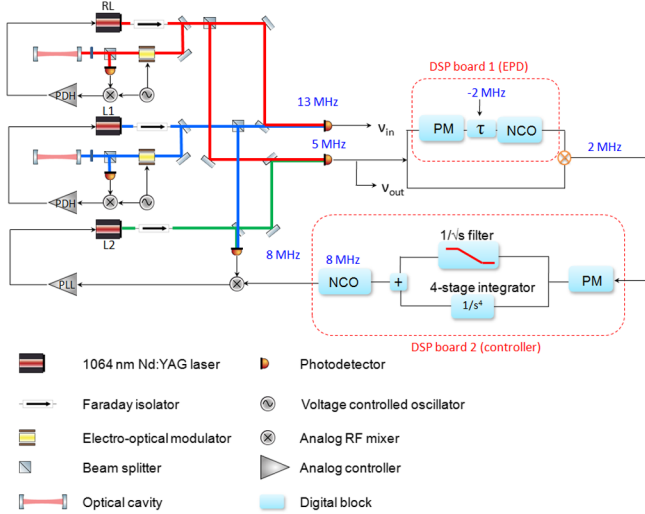 RL
PDH
L1
13 MHz
ν_in
5 MHz
ν_out
DSP board 1 (EPD)
-2 MHz
PM
τ
NCO
2 MHz
PDH
L2
8 MHz
PLL
8 MHz
NCO
+
1/√s filter
4-stage integrator
1/s⁴
PM
DSP board 2 (controller)
1064 nm Nd:YAG laser
Photodetector
Faraday isolator
Voltage controlled oscillator
Electro-optical modulator
Analog RF mixer
Beam splitter
Analog controller
Optical cavity
Digital block